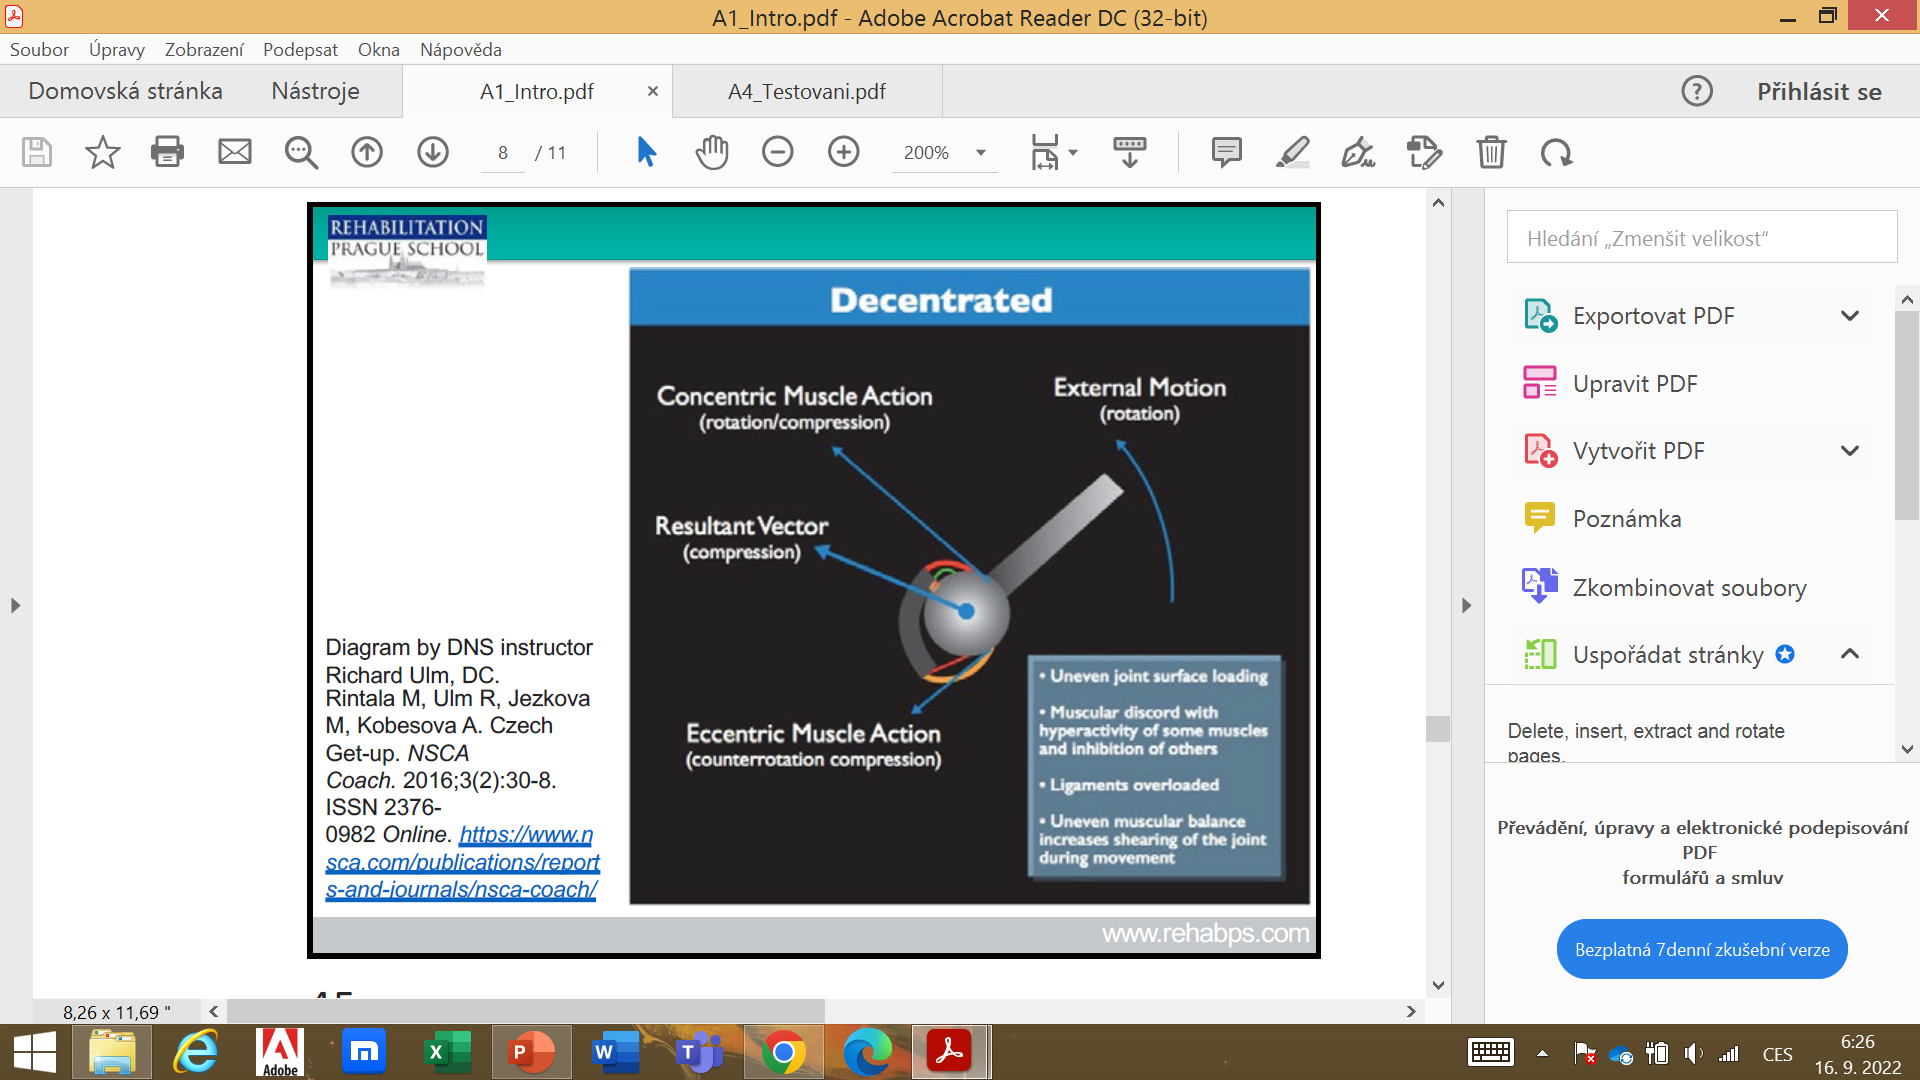 A1_Intro.pdf - Adobe Acrobat Reader DC (32-bit)
Soubor Úpravy Zobrazení Podepsat Okna Nápověda
Domovská stránka Nástroje A1_Intro.pdf × A4_Testovani.pdf ? Přihlásit se
8 / 11 200%
REHABILITATION
PRAGUE SCHOOL
Decentrated
Concentric Muscle Action
(rotation/compression)
External Motion
(rotation)
Resultant Vector
(compression)
Eccentric Muscle Action
(counterrotation compression)
• Uneven joint surface loading
• Muscular discord with
hyperactivity of some muscles
and inhibition of others
• Ligaments overloaded
• Uneven muscular balance
increases shearing of the joint
during movement
Diagram by DNS instructor
Richard Ulm, DC.
Rintala M, Ulm R, Jezkova
M, Kobesova A. Czech
Get-up. NSCA
Coach. 2016;3(2):30-8.
ISSN 2376-
0982 Online. https://www.n
sca.com/publications/report
s-and-journals/nsca-coach/
www.rehabps.com
8,26 x 11,69 "
Hledání „Zmenšit velikost“
Exportovat PDF
Upravit PDF
Vytvořit PDF
Poznámka
Zkombinovat soubory
Uspořádat stránky
Delete, insert, extract and rotate
pages.
Převádění, úpravy a elektronické podepisování
PDF
formulářů a smluv
Bezplatná 7denní zkušební verze
Adobe
CES
6:26
16. 9. 2022